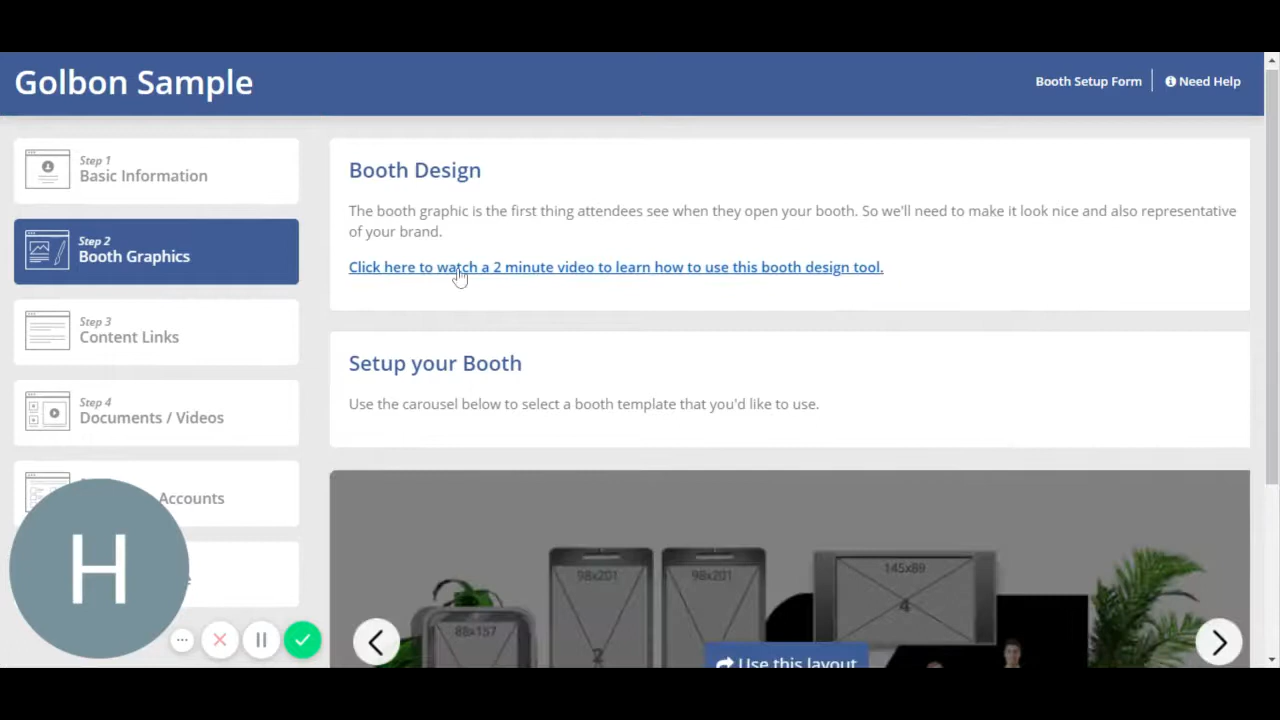 Golbon Sample
Booth Setup Form
Need Help
Step 1
Basic Information
Step 2
Booth Graphics
Step 3
Content Links
Step 4
Documents / Videos
Accounts
H
Booth Design
The booth graphic is the first thing attendees see when they open your booth. So we'll need to make it look nice and also representative
of your brand.
Click here to watch a 2 minute video to learn how to use this booth design tool.
Setup your Booth
Use the carousel below to select a booth template that you'd like to use.
98x201
98x201
145x89
4
88x157
2
Use this layout